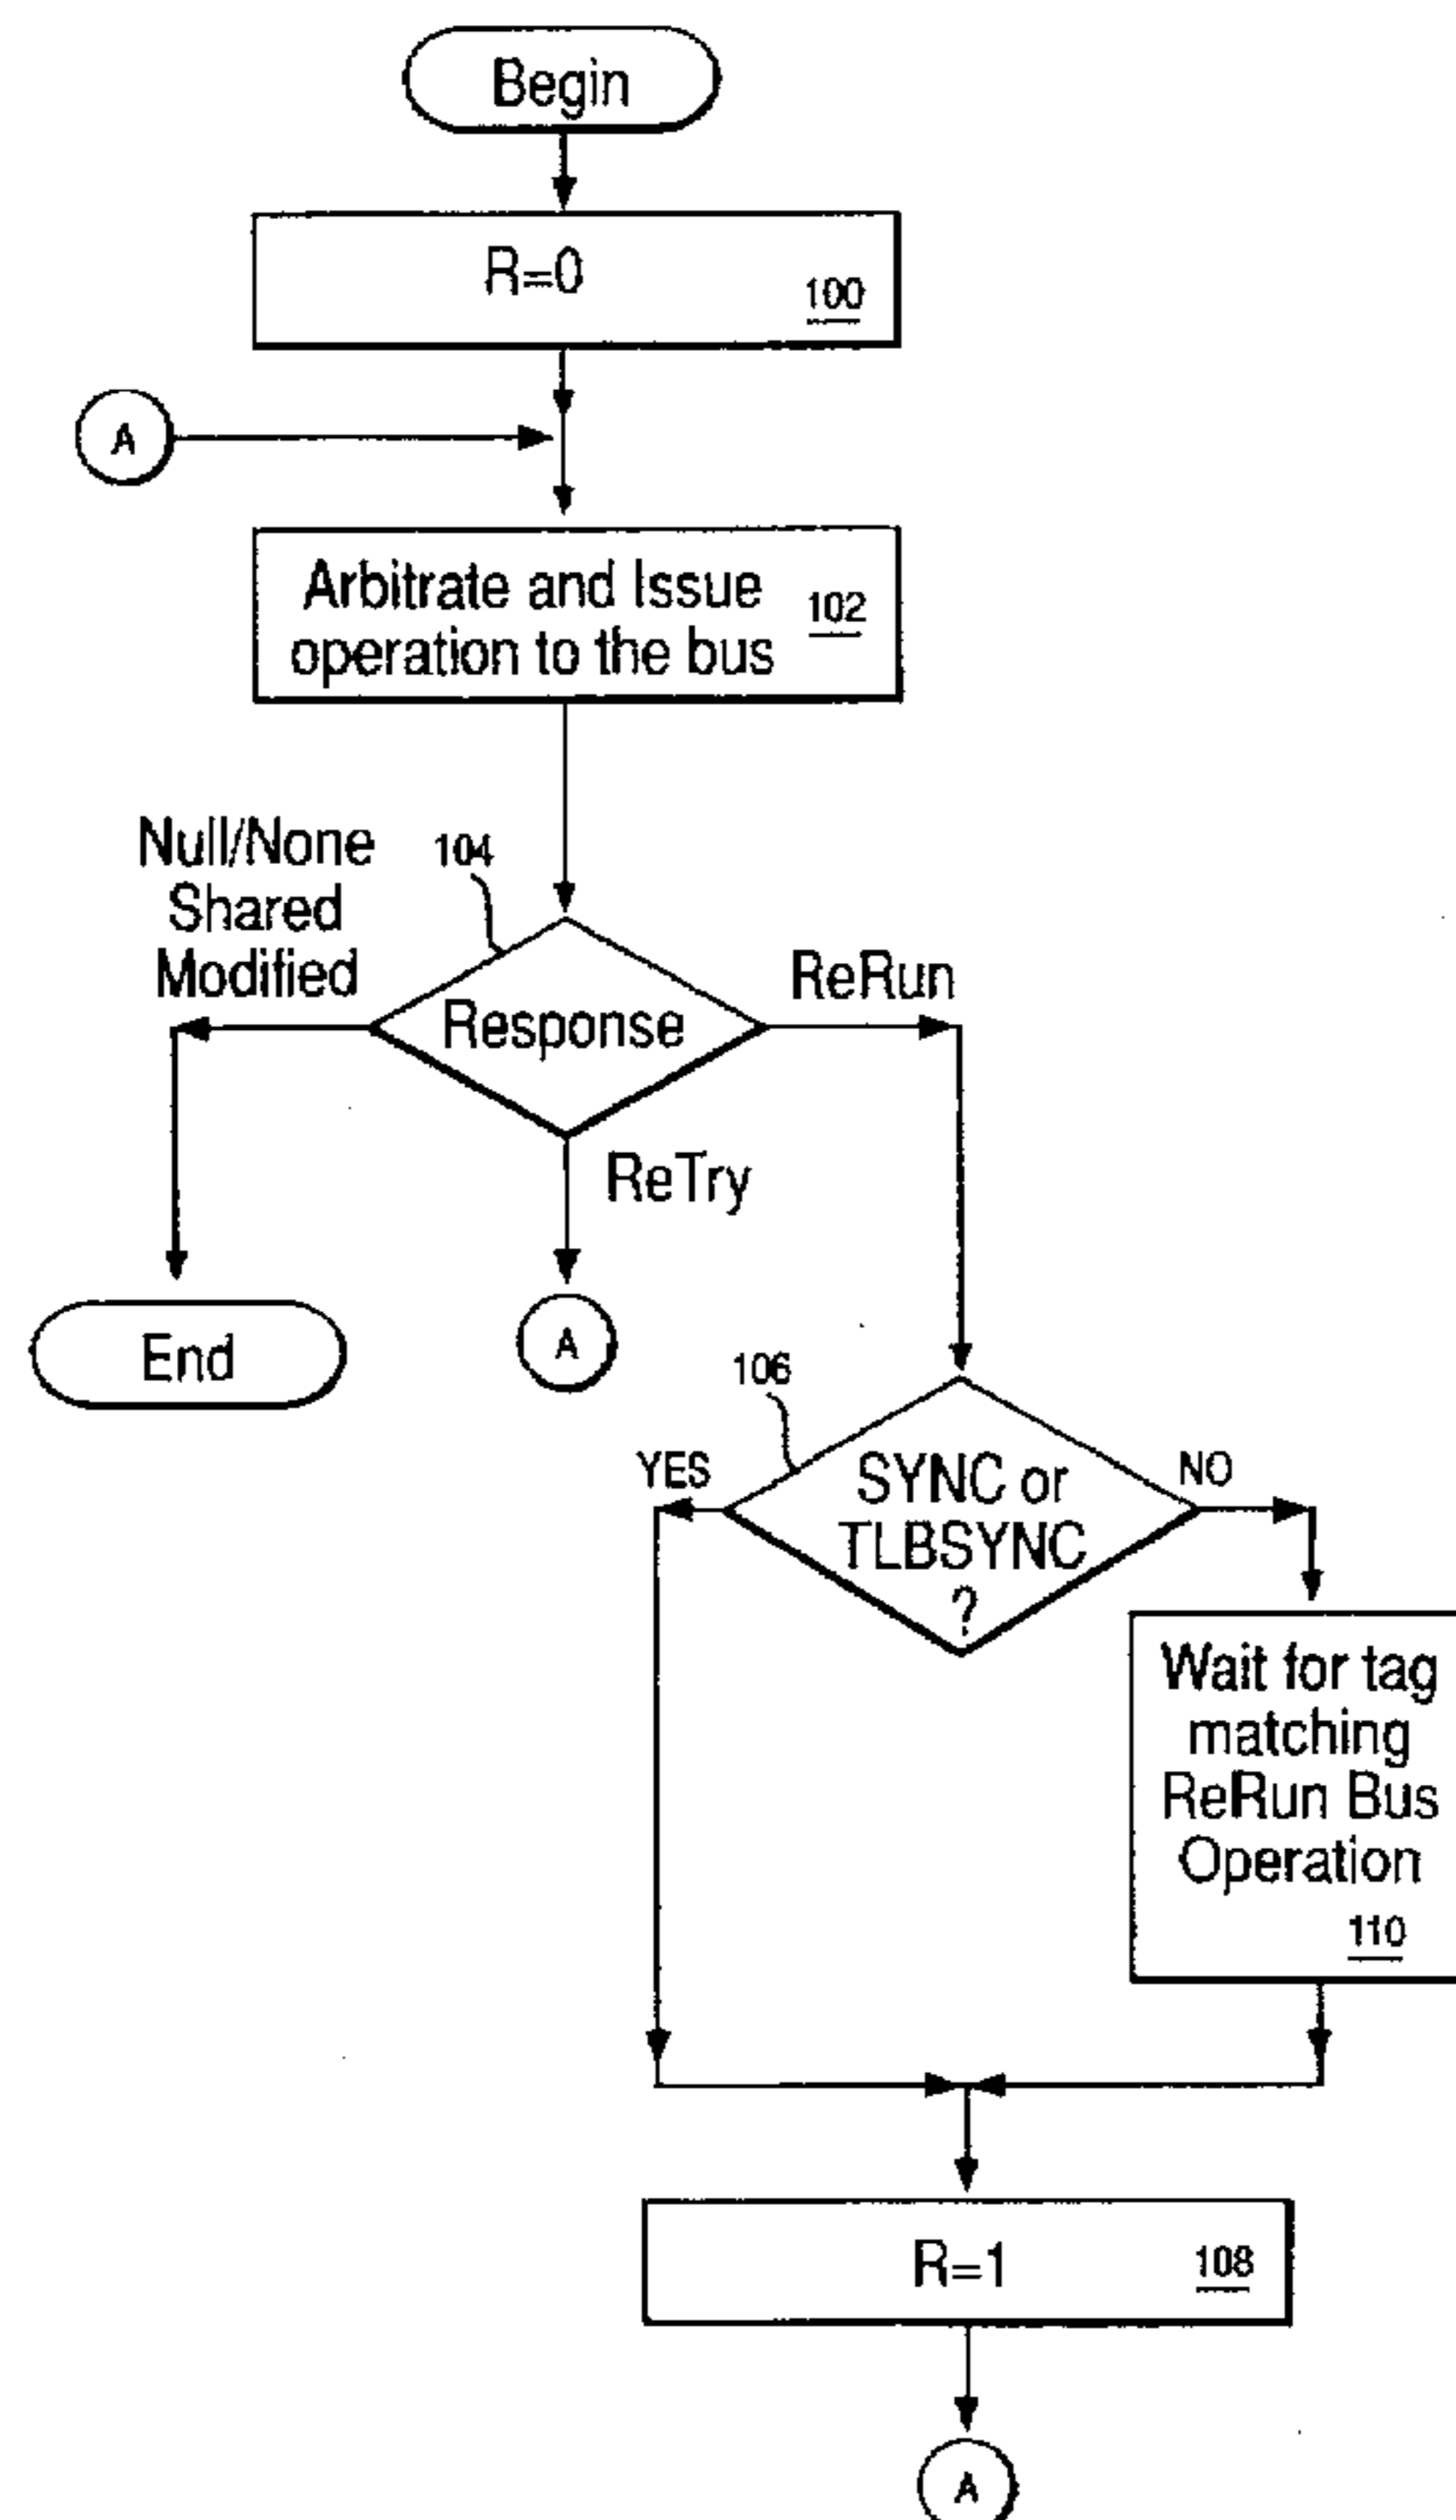 Begin
R=0
100
A
Arbitrate and Issue
operation to the bus
102
Null/None
Shared
Modified
104
Response
ReRun
ReTry
End
A
106
YES
SYNC or
TLBSYNC
?
NO
Wait for tag
matching
ReRun Bus
Operation
110
R=1
108
A